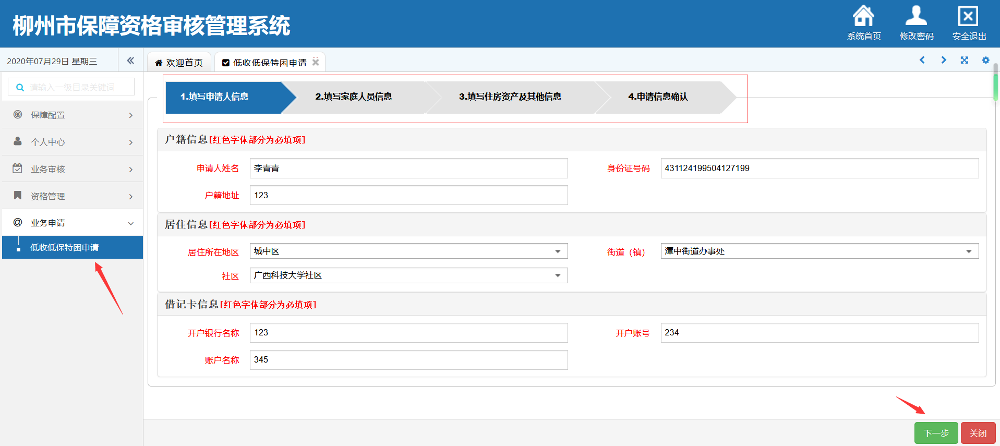 柳州市保障资格审核管理系统
系统首页
修改密码
安全退出
2020年07月29日 星期三
欢迎首页
低收低保特困申请
请输入一级目录关键词
保障配置
个人中心
业务审核
资格管理
业务申请
低收低保特困申请
1.填写申请人信息
2.填写家庭人员信息
3.填写住房资产及其他信息
4.申请信息确认
户籍信息[红色字体部分为必填项]
申请人姓名 李青青
身份证号码 431124199504127199
户籍地址 123
居住信息[红色字体部分为必填项]
居住所在地区 城中区
街道（镇） 潭中街道办事处
社区 广西科技大学社区
借记卡信息[红色字体部分为必填项]
开户银行名称 123
开户账号 234
账户名称 345
下一步
关闭